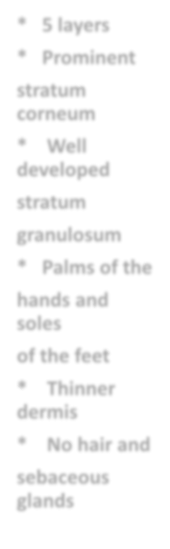 * 5 layers
* Prominent
stratum
corneum
* Well
developed
stratum
granulosum
* Palms of the
hands and
soles
of the feet
* Thinner
dermis
* No hair and
sebaceous
glands